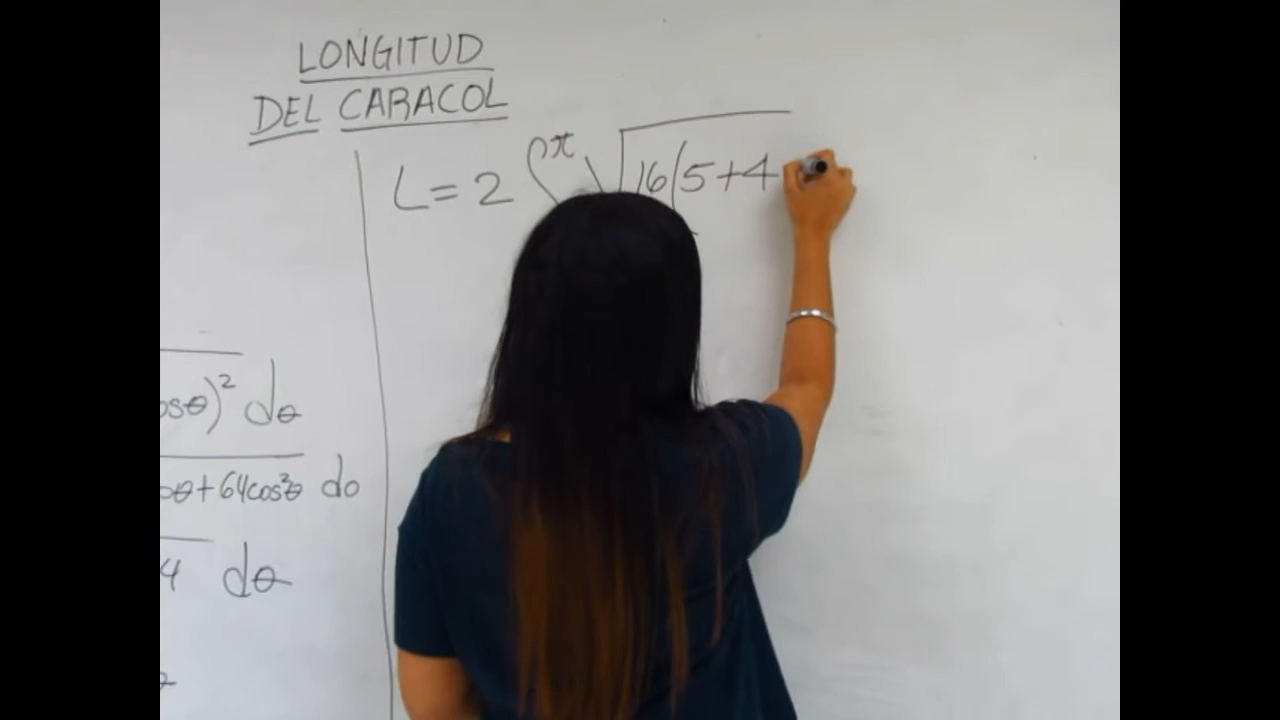 LONGITUD
DEL CARACOL
L = 2 ∫ π √16(5+4
osθ)² dθ
θ+64cos²θ dθ
4 dθ